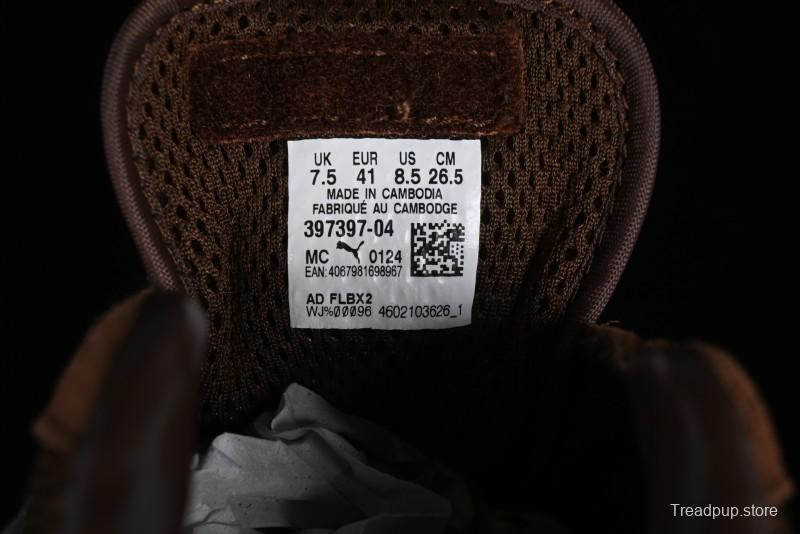 UK EUR US CM
7.5 41 8.5 26.5
MADE IN CAMBODIA
FABRIQUÉ AU CAMBODGE
397397-04
MC 0124
EAN: 4067981698967
AD FLBX2
WJ%00096 4602103626_1
Treadpup.store